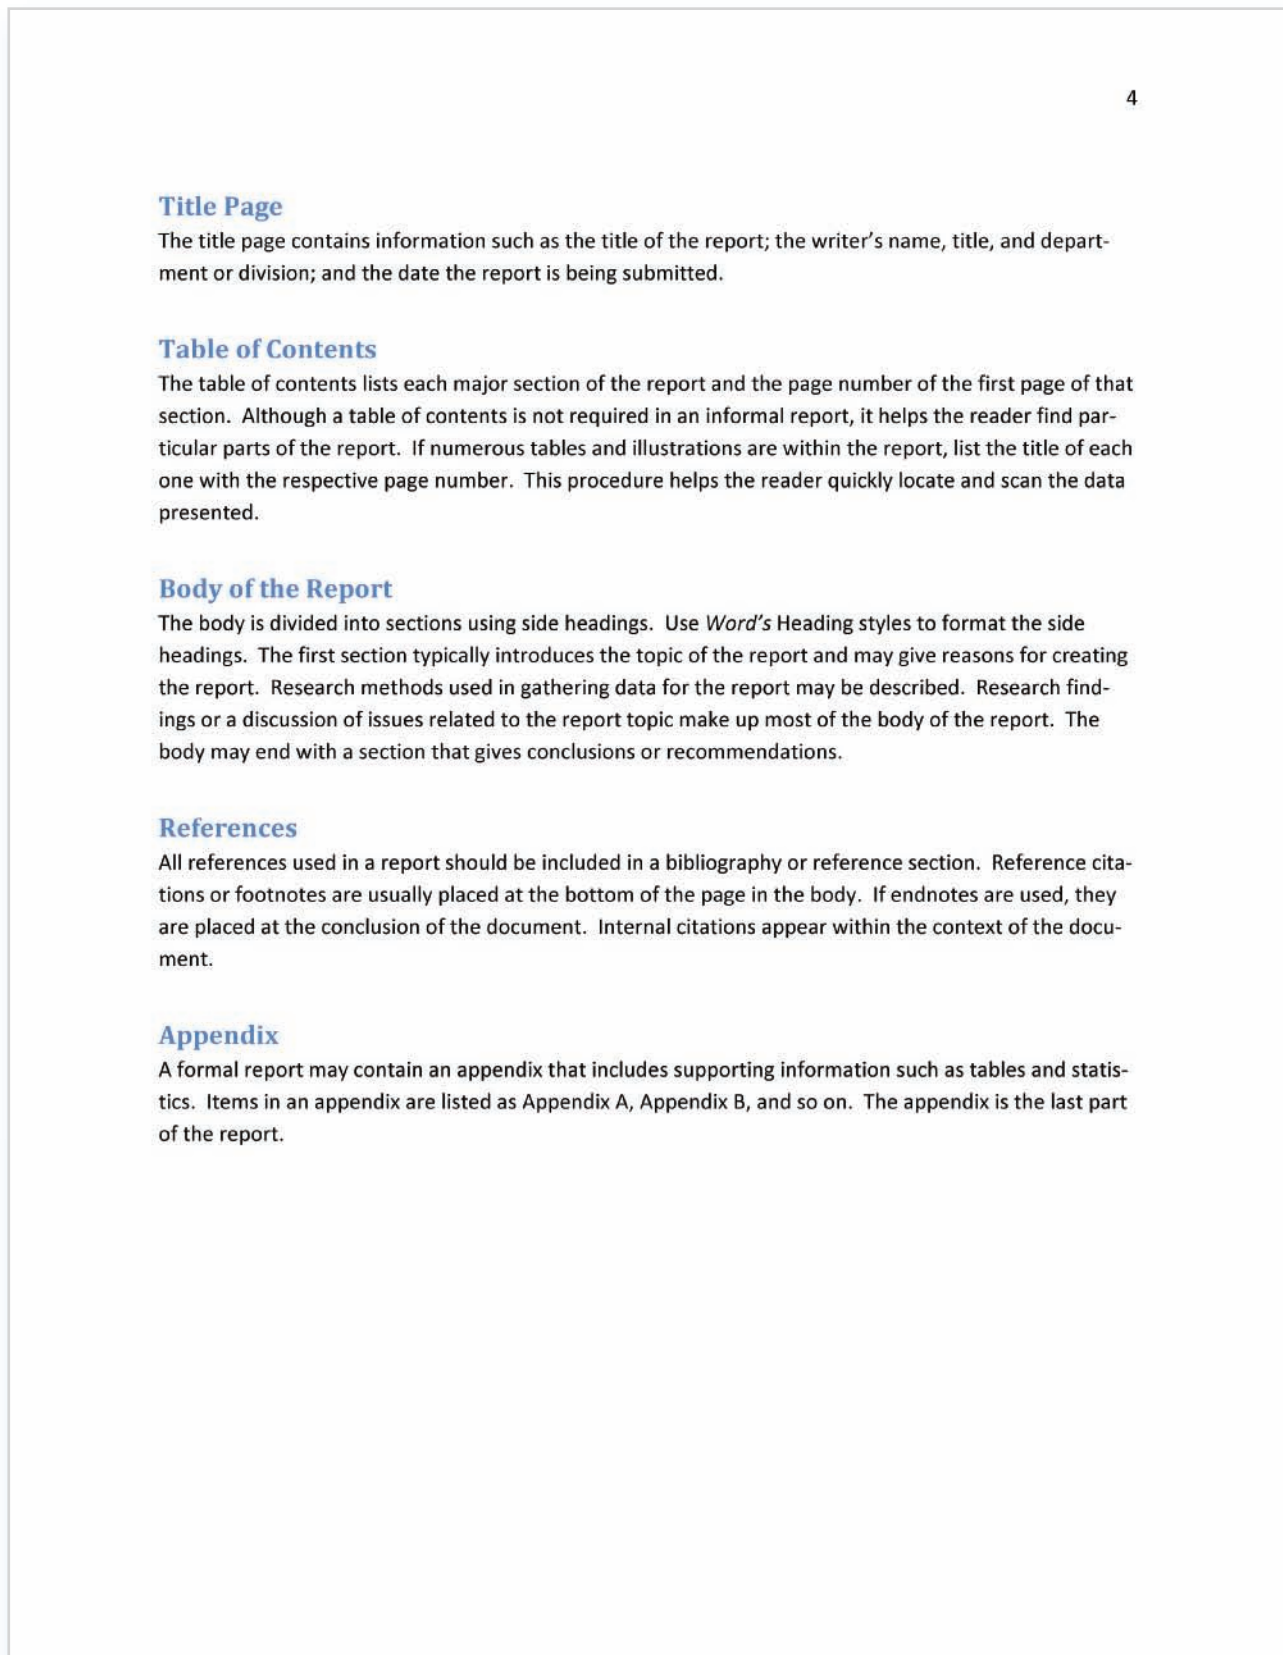 4
Title Page
The title page contains information such as the title of the report; the writer's name, title, and depart-
ment or division; and the date the report is being submitted.
Table of Contents
The table of contents lists each major section of the report and the page number of the first page of that
section.  Although a table of contents is not required in an informal report, it helps the reader find par-
ticular parts of the report.  If numerous tables and illustrations are within the report, list the title of each
one with the respective page number.  This procedure helps the reader quickly locate and scan the data
presented.
Body of the Report
The body is divided into sections using side headings.  Use Word's Heading styles to format the side
headings.  The first section typically introduces the topic of the report and may give reasons for creating
the report.  Research methods used in gathering data for the report may be described.  Research find-
ings or a discussion of issues related to the report topic make up most of the body of the report.  The
body may end with a section that gives conclusions or recommendations.
References
All references used in a report should be included in a bibliography or reference section.  Reference cita-
tions or footnotes are usually placed at the bottom of the page in the body.  If endnotes are used, they
are placed at the conclusion of the document.  Internal citations appear within the context of the docu-
ment.
Appendix
A formal report may contain an appendix that includes supporting information such as tables and statis-
tics.  Items in an appendix are listed as Appendix A, Appendix B, and so on.  The appendix is the last part
of the report.